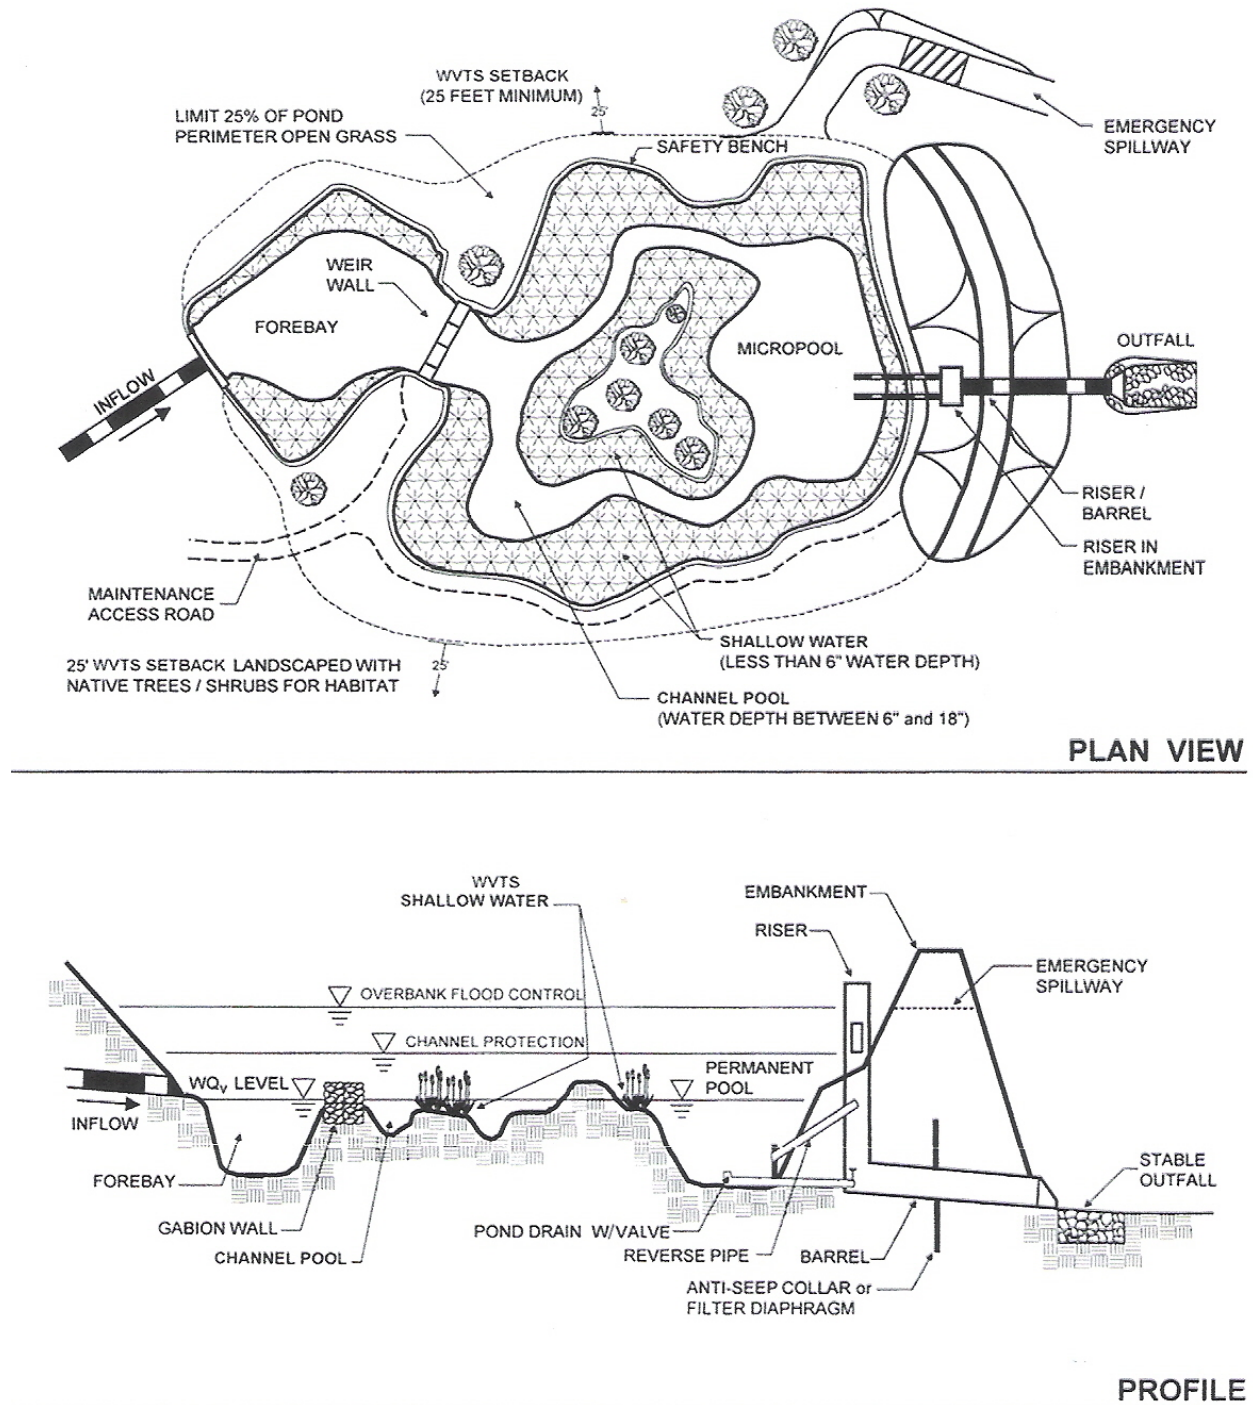 WVTS SETBACK
(25 FEET MINIMUM)
25'
LIMIT 25% OF POND
PERIMETER OPEN GRASS
SAFETY BENCH
EMERGENCY
SPILLWAY
WEIR
WALL
FOREBAY
MICROPOOL
OUTFALL
INFLOW
RISER /
BARREL
RISER IN
EMBANKMENT
MAINTENANCE
ACCESS ROAD
SHALLOW WATER
(LESS THAN 6" WATER DEPTH)
25' WVTS SETBACK LANDSCAPED WITH
NATIVE TREES / SHRUBS FOR HABITAT
25'
CHANNEL POOL
(WATER DEPTH BETWEEN 6" and 18")
PLAN VIEW
WVTS
SHALLOW WATER
EMBANKMENT
RISER
EMERGENCY
SPILLWAY
OVERBANK FLOOD CONTROL
CHANNEL PROTECTION
WQv LEVEL
PERMANENT
POOL
INFLOW
FOREBAY
STABLE
OUTFALL
GABION WALL
CHANNEL POOL
POND DRAIN W/VALVE
REVERSE PIPE
BARREL
ANTI-SEEP COLLAR or
FILTER DIAPHRAGM
PROFILE